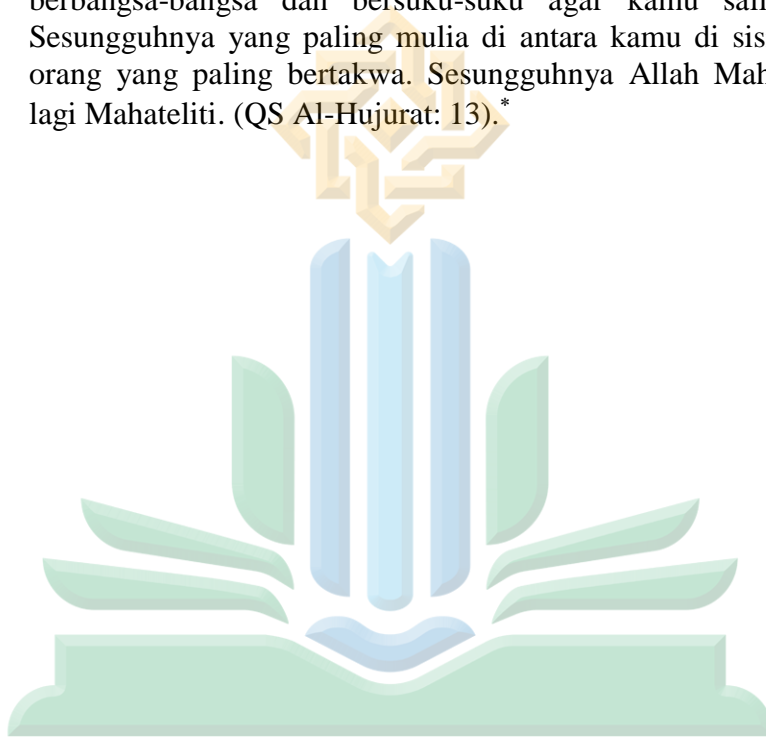 berbangsa-bangsa dan bersuku-suku agar kamu
Sesungguhnya yang paling mulia di antara kamu di
orang yang paling bertakwa. Sesungguhnya Allah
lagi Mahateliti. (QS Al-Hujurat: 13).*